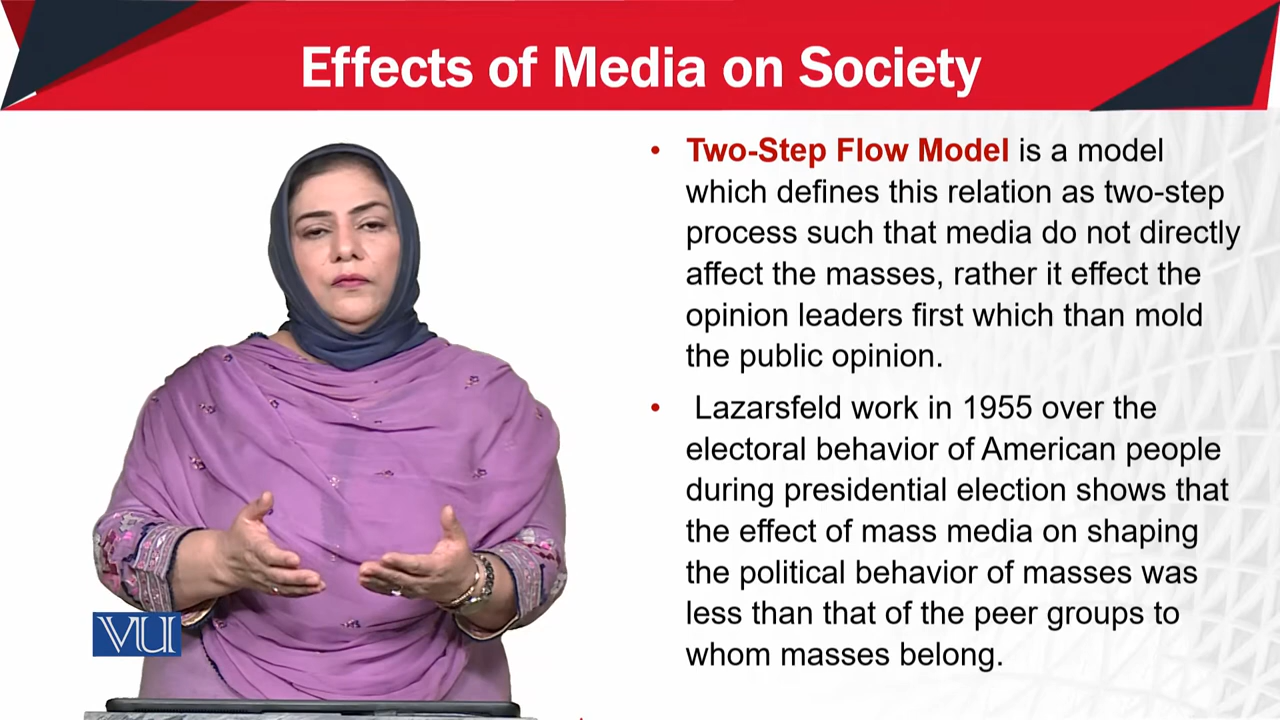 Effects of Media on Society
• Two-Step Flow Model is a model
which defines this relation as two-step
process such that media do not directly
affect the masses, rather it effect the
opinion leaders first which than mold
the public opinion.
• Lazarsfeld work in 1955 over the
electoral behavior of American people
during presidential election shows that
the effect of mass media on shaping
the political behavior of masses was
less than that of the peer groups to
whom masses belong.
VU